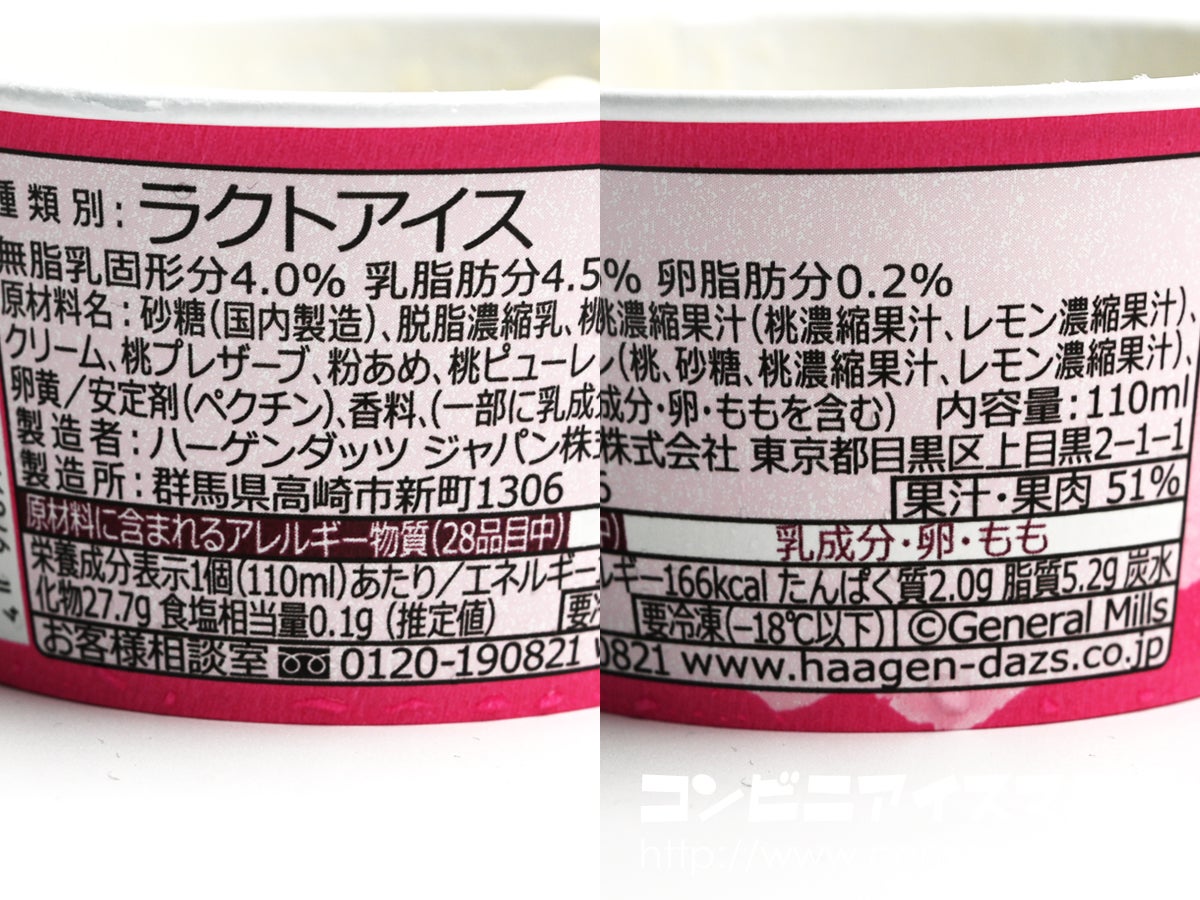 種類別：ラクトアイス
無脂乳固形分4.0% 乳脂肪分4.5% 卵脂肪分0.2%
原材料名：砂糖（国内製造）、脱脂濃縮乳、桃濃縮果汁（桃濃縮果汁、レモン濃縮果汁）、
クリーム、桃プレザーブ、粉あめ、桃ピューレ（桃、砂糖、桃濃縮果汁、レモン濃縮果汁）、
卵黄／安定剤（ペクチン）、香料、（一部に乳成分・卵・ももを含む） 内容量：110ml
製造者：ハーゲンダッツ ジャパン株式会社 東京都目黒区上目黒2-1-1
製造所：群馬県高崎市新町1306
果汁・果肉 51%
原材料に含まれるアレルギー物質（28品目中） 乳成分・卵・もも
栄養成分表示1個（110ml）あたり／エネルギー166kcal たんぱく質2.0g 脂質5.2g 炭水
化物27.7g 食塩相当量0.1g （推定値） 要冷凍（−18℃以下） ©General Mills
お客様相談室 0120-190821 www.haagen-dazs.co.jp
コンビニアイスマ
http://www